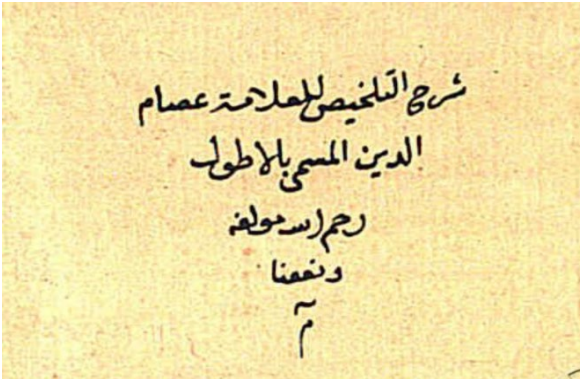 شرح التلخيص للعلامة عصام
الدين المسمى بالاطول
رحم الله مولفه
ونفعنا
م